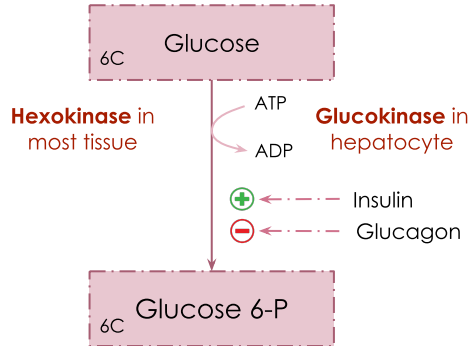 Glucose
6C
Hexokinase in
most tissue
ATP
ADP
Glucokinase in
hepatocyte
Insulin
Glucagon
Glucose 6-P
6C